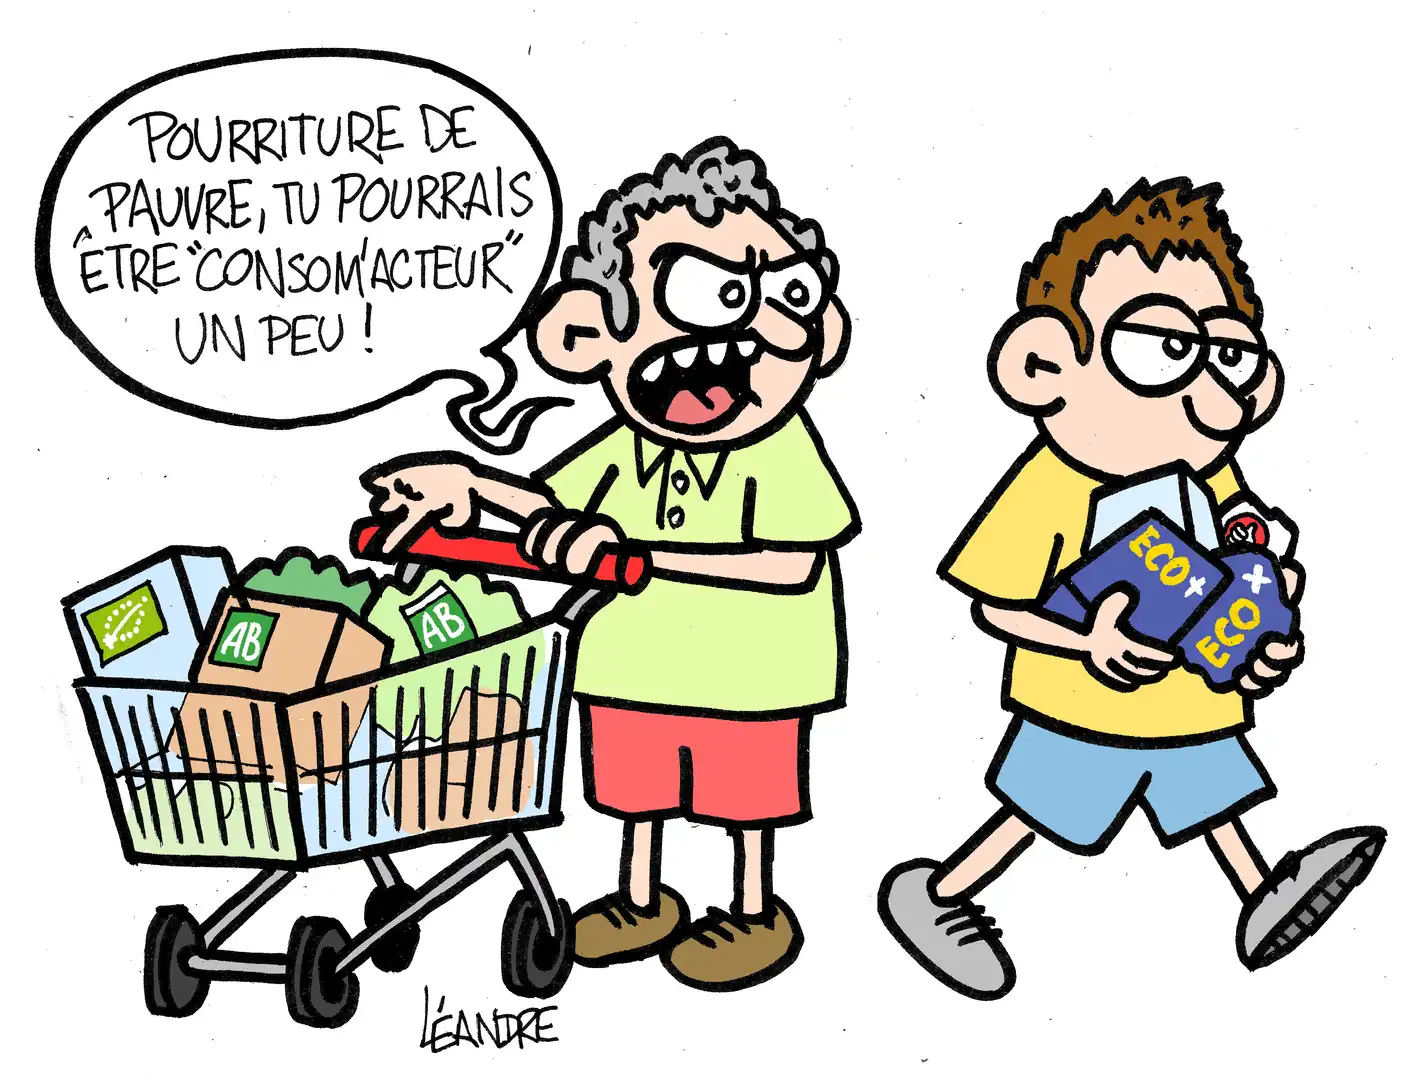 POURRITURE DE
PAUVRE, TU POURRAIS
ÊTRE "CONSOM'ACTEUR"
UN PEU !
AB
AB
ECO+
ECO+
LÉANDRE